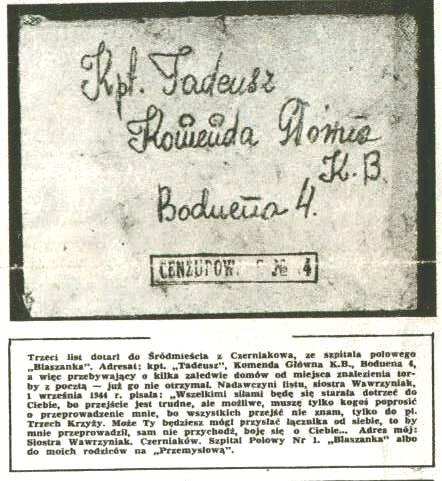 Kpt. Tadeusz
Komenda Główna
K.B.
Boduena 4.
CENZUROW. № 4
Trzeci list dotarł do Śródmieścia z Czerniakowa, ze szpitala polowego
„Blaszanka”. Adresat: kpt. „Tadeusz”, Komenda Główna K.B., Boduena 4,
a więc przebywający o kilka zaledwie domów od miejsca znalezienia tor-
by z pocztą — już go nie otrzymał. Nadawczyni listu, siostra Wawrzyniak,
1 września 1944 r. pisała: „Wszelkimi siłami będę się starała dotrzeć do
Ciebie, bo przejście jest trudne, ale możliwe, muszę tylko kogoś poprosić
o przeprowadzenie mnie, bo wszystkich przejść nie znam, tylko do pl.
Trzech Krzyży. Może Ty będziesz mógł przysłać łącznika od siebie, to by
mnie przeprowadził, sam nie przychodź, boję się o Ciebie... Adres mój:
Siostra Wawrzyniak. Czerniaków. Szpital Polowy Nr 1. „Blaszanka” albo
do moich rodziców na „Przemysłową”.